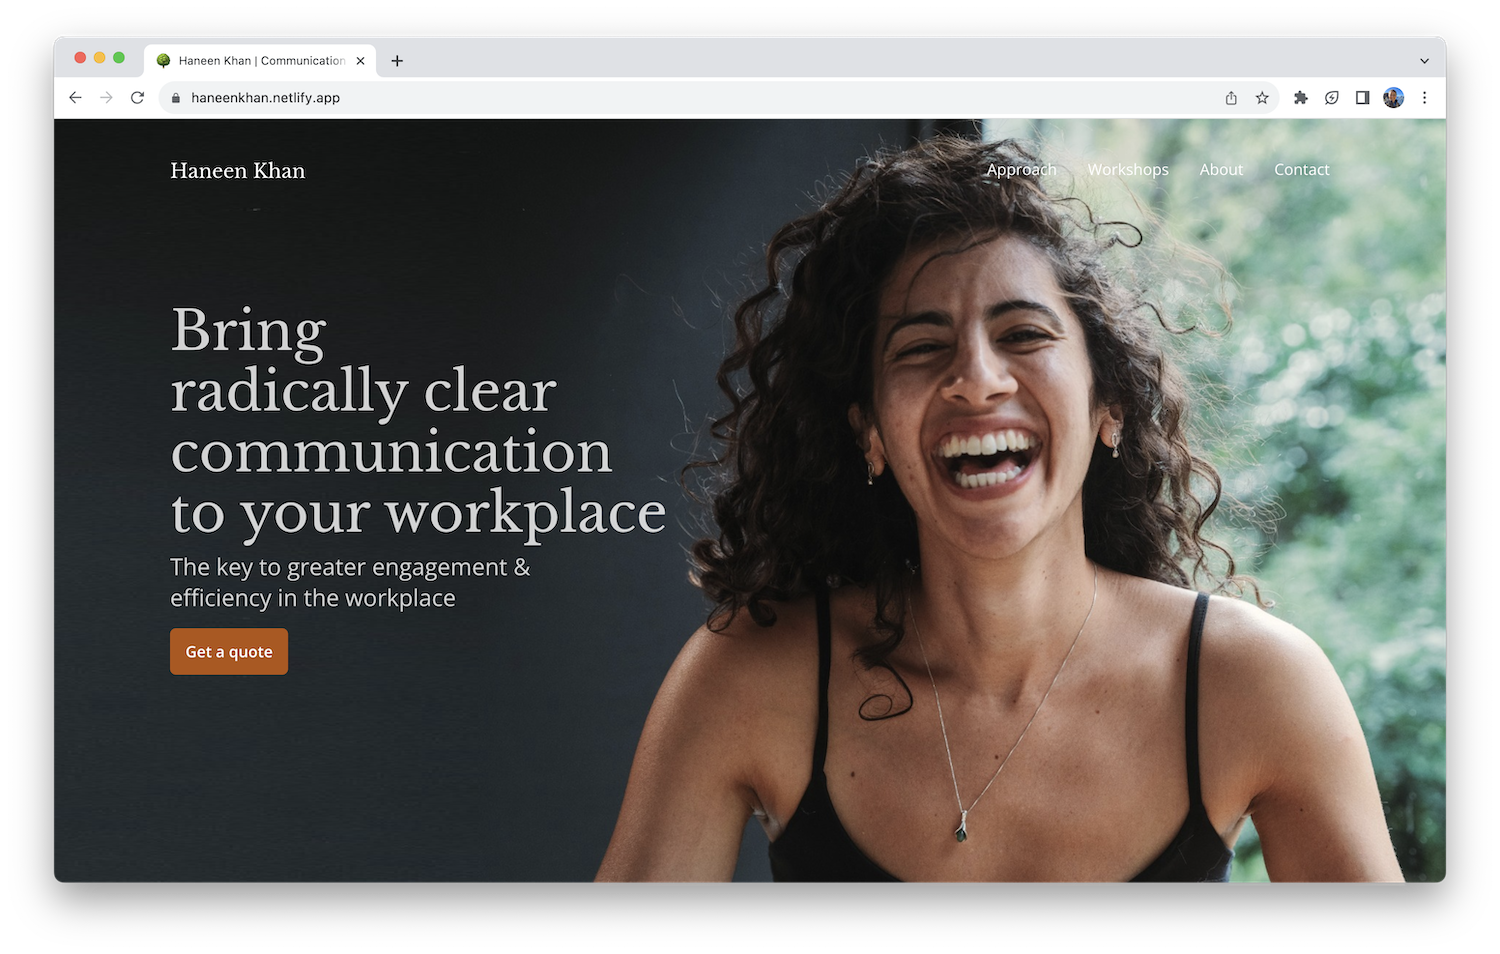 Haneen Khan | Communication
haneenkhan.netlify.app
Haneen Khan
Approach Workshops About Contact
Bring
radically clear
communication
to your workplace
The key to greater engagement &
efficiency in the workplace
Get a quote